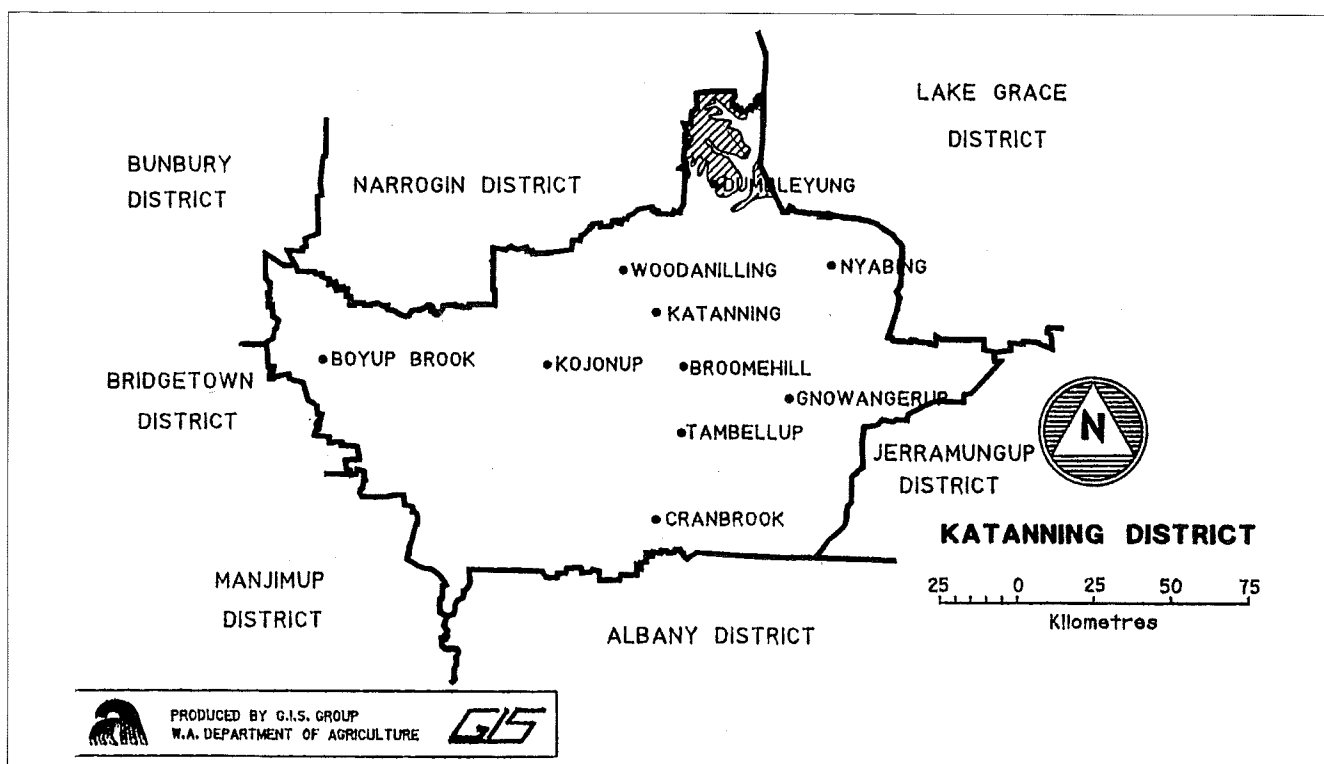 LAKE GRACE
DISTRICT
BUNBURY
DISTRICT
NARROGIN DISTRICT
DUMBLEYUNG
WOODANILLING
NYABING
KATANNING
BOYUP BROOK
KOJONUP
BROOMEHILL
BRIDGETOWN
DISTRICT
GNOWANGERUP
TAMBELLUP
N
JERRAMUNGUP
DISTRICT
CRANBROOK
KATANNING DISTRICT
MANJIMUP
DISTRICT
25 0 25 50 75
Kilometres
ALBANY DISTRICT
PRODUCED BY G.I.S. GROUP
W.A. DEPARTMENT OF AGRICULTURE
GIS